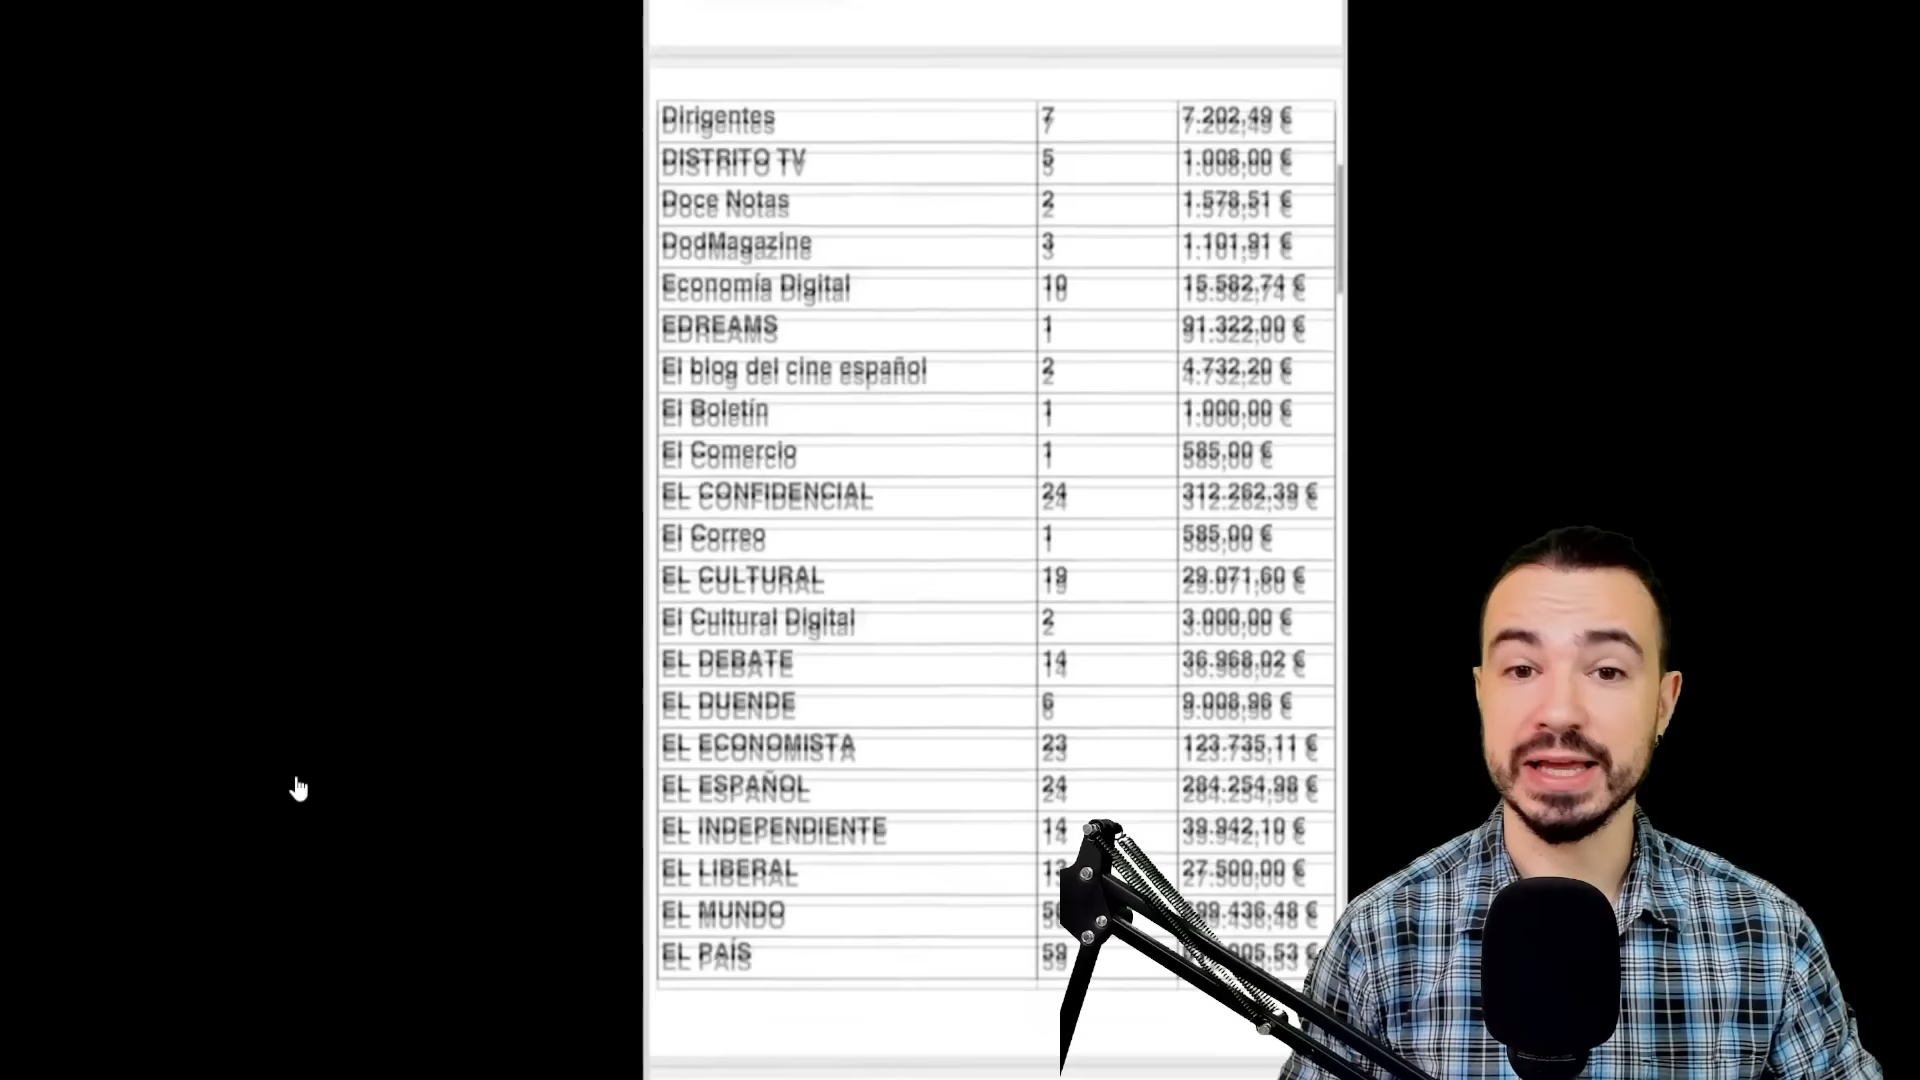 Dirigentes 7 7.202,49 €
DISTRITO TV 5 1.008,00 €
Doce Notas 2 1.578,51 €
DodMagazine 3 1.101,91 €
Economía Digital 10 15.582,74 €
EDREAMS 1 91.322,00 €
El blog del cine español 2 4.732,20 €
El Boletín 1 1.000,00 €
El Comercio 1 585,00 €
EL CONFIDENCIAL 24 312.262,39 €
El Correo 1 585,00 €
EL CULTURAL 19 29.071,60 €
El Cultural Digital 2 3.000,00 €
EL DEBATE 14 36.968,02 €
EL DUENDE 6 9.008,96 €
EL ECONOMISTA 23 123.735,11 €
EL ESPAÑOL 24 284.254,98 €
EL INDEPENDIENTE 14 39.942,10 €
EL LIBERAL 13 27.500,00 €
EL MUNDO
EL PAÍS 59